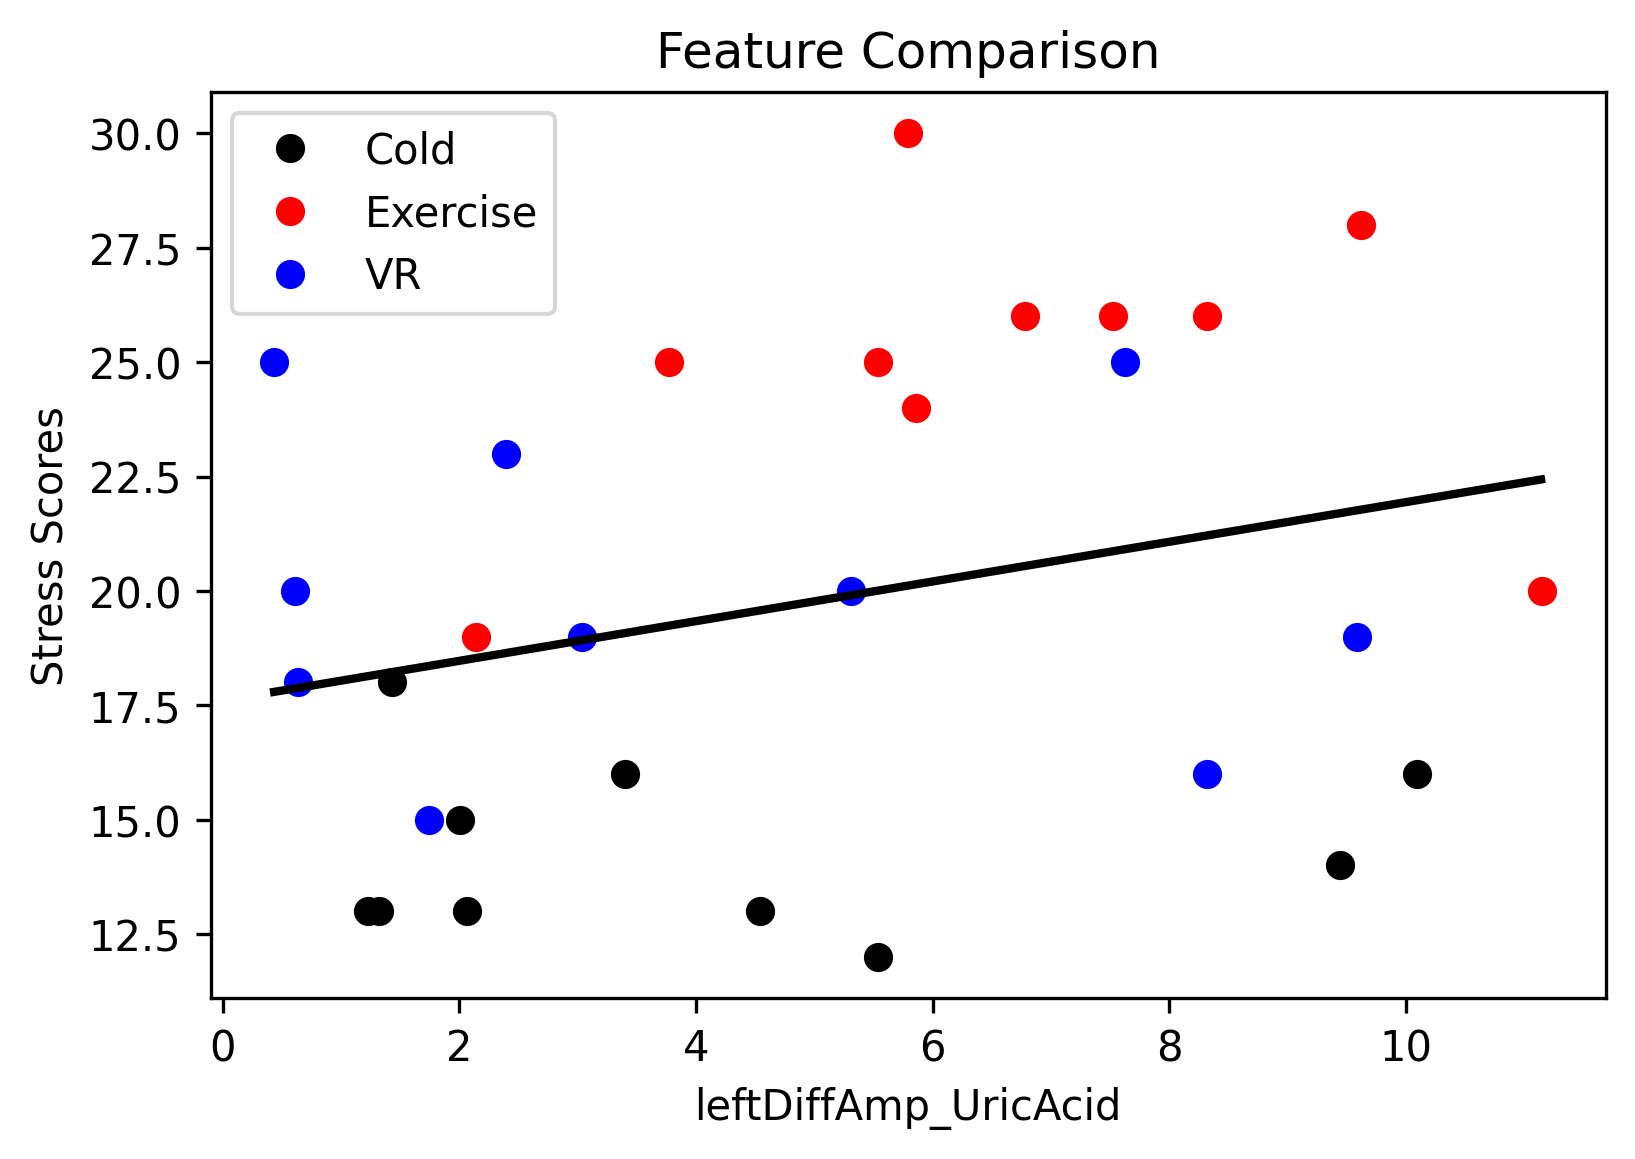 Feature Comparison
Cold
Exercise
VR
30.0
27.5
25.0
22.5
20.0
17.5
15.0
12.5
Stress Scores
0 2 4 6 8 10
leftDiffAmp_UricAcid